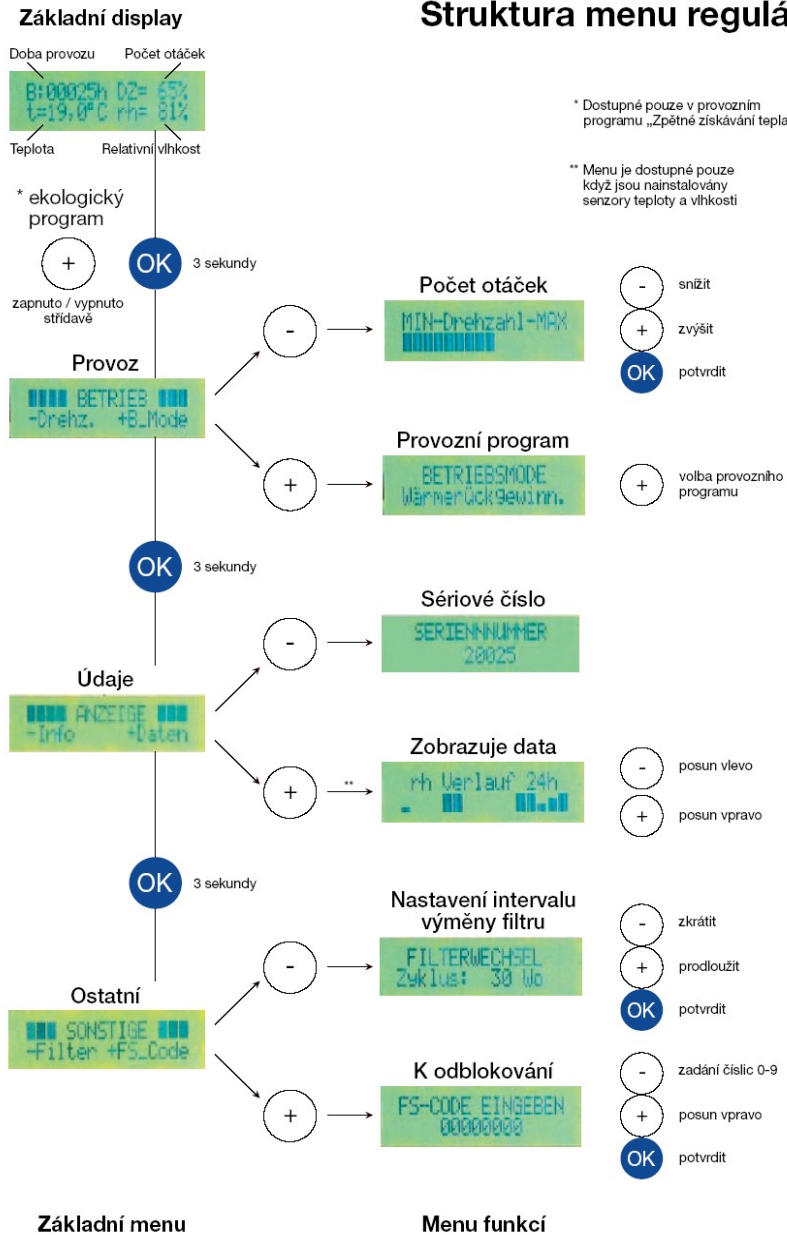 Základní display
Struktura menu regulá
Doba provozu
Počet otáček
B:00025h DZ= 65%
t=19,0°C rh= 81%
Teplota
Relativní vlhkost
* Dostupné pouze v provozním
programu „Zpětné získávání tepla
** Menu je dostupné pouze
když jsou nainstalovány
senzory teploty a vlhkosti
* ekologický
program
+
OK
3 sekundy
zapnuto / vypnuto
střídavě
Počet otáček
-
MIN-Drehzahl-MAX
-
snížit
+
zvýšit
OK
potvrdit
Provoz
BETRIEB
-Drehz. +B_Mode
Provozní program
+
BETRIEBSMODE
Wärmerückgewinn.
+
volba provozního
programu
OK
3 sekundy
Sériové číslo
-
SERIENNNUMMER
20025
Údaje
ANZEIGE
-Info +Daten
Zobrazuje data
+
**
rh Verlauf 24h
-
posun vlevo
+
posun vpravo
OK
3 sekundy
Nastavení intervalu
výměny filtru
-
FILTERWECHSEL
Zyklus: 30 Wo
-
zkrátit
+
prodloužit
OK
potvrdit
Ostatní
SONSTIGE
-Filter +FS_Code
K odblokování
+
FS-CODE EINGEBEN
00000000
-
zadání číslic 0-9
+
posun vpravo
OK
potvrdit
Základní menu
Menu funkcí